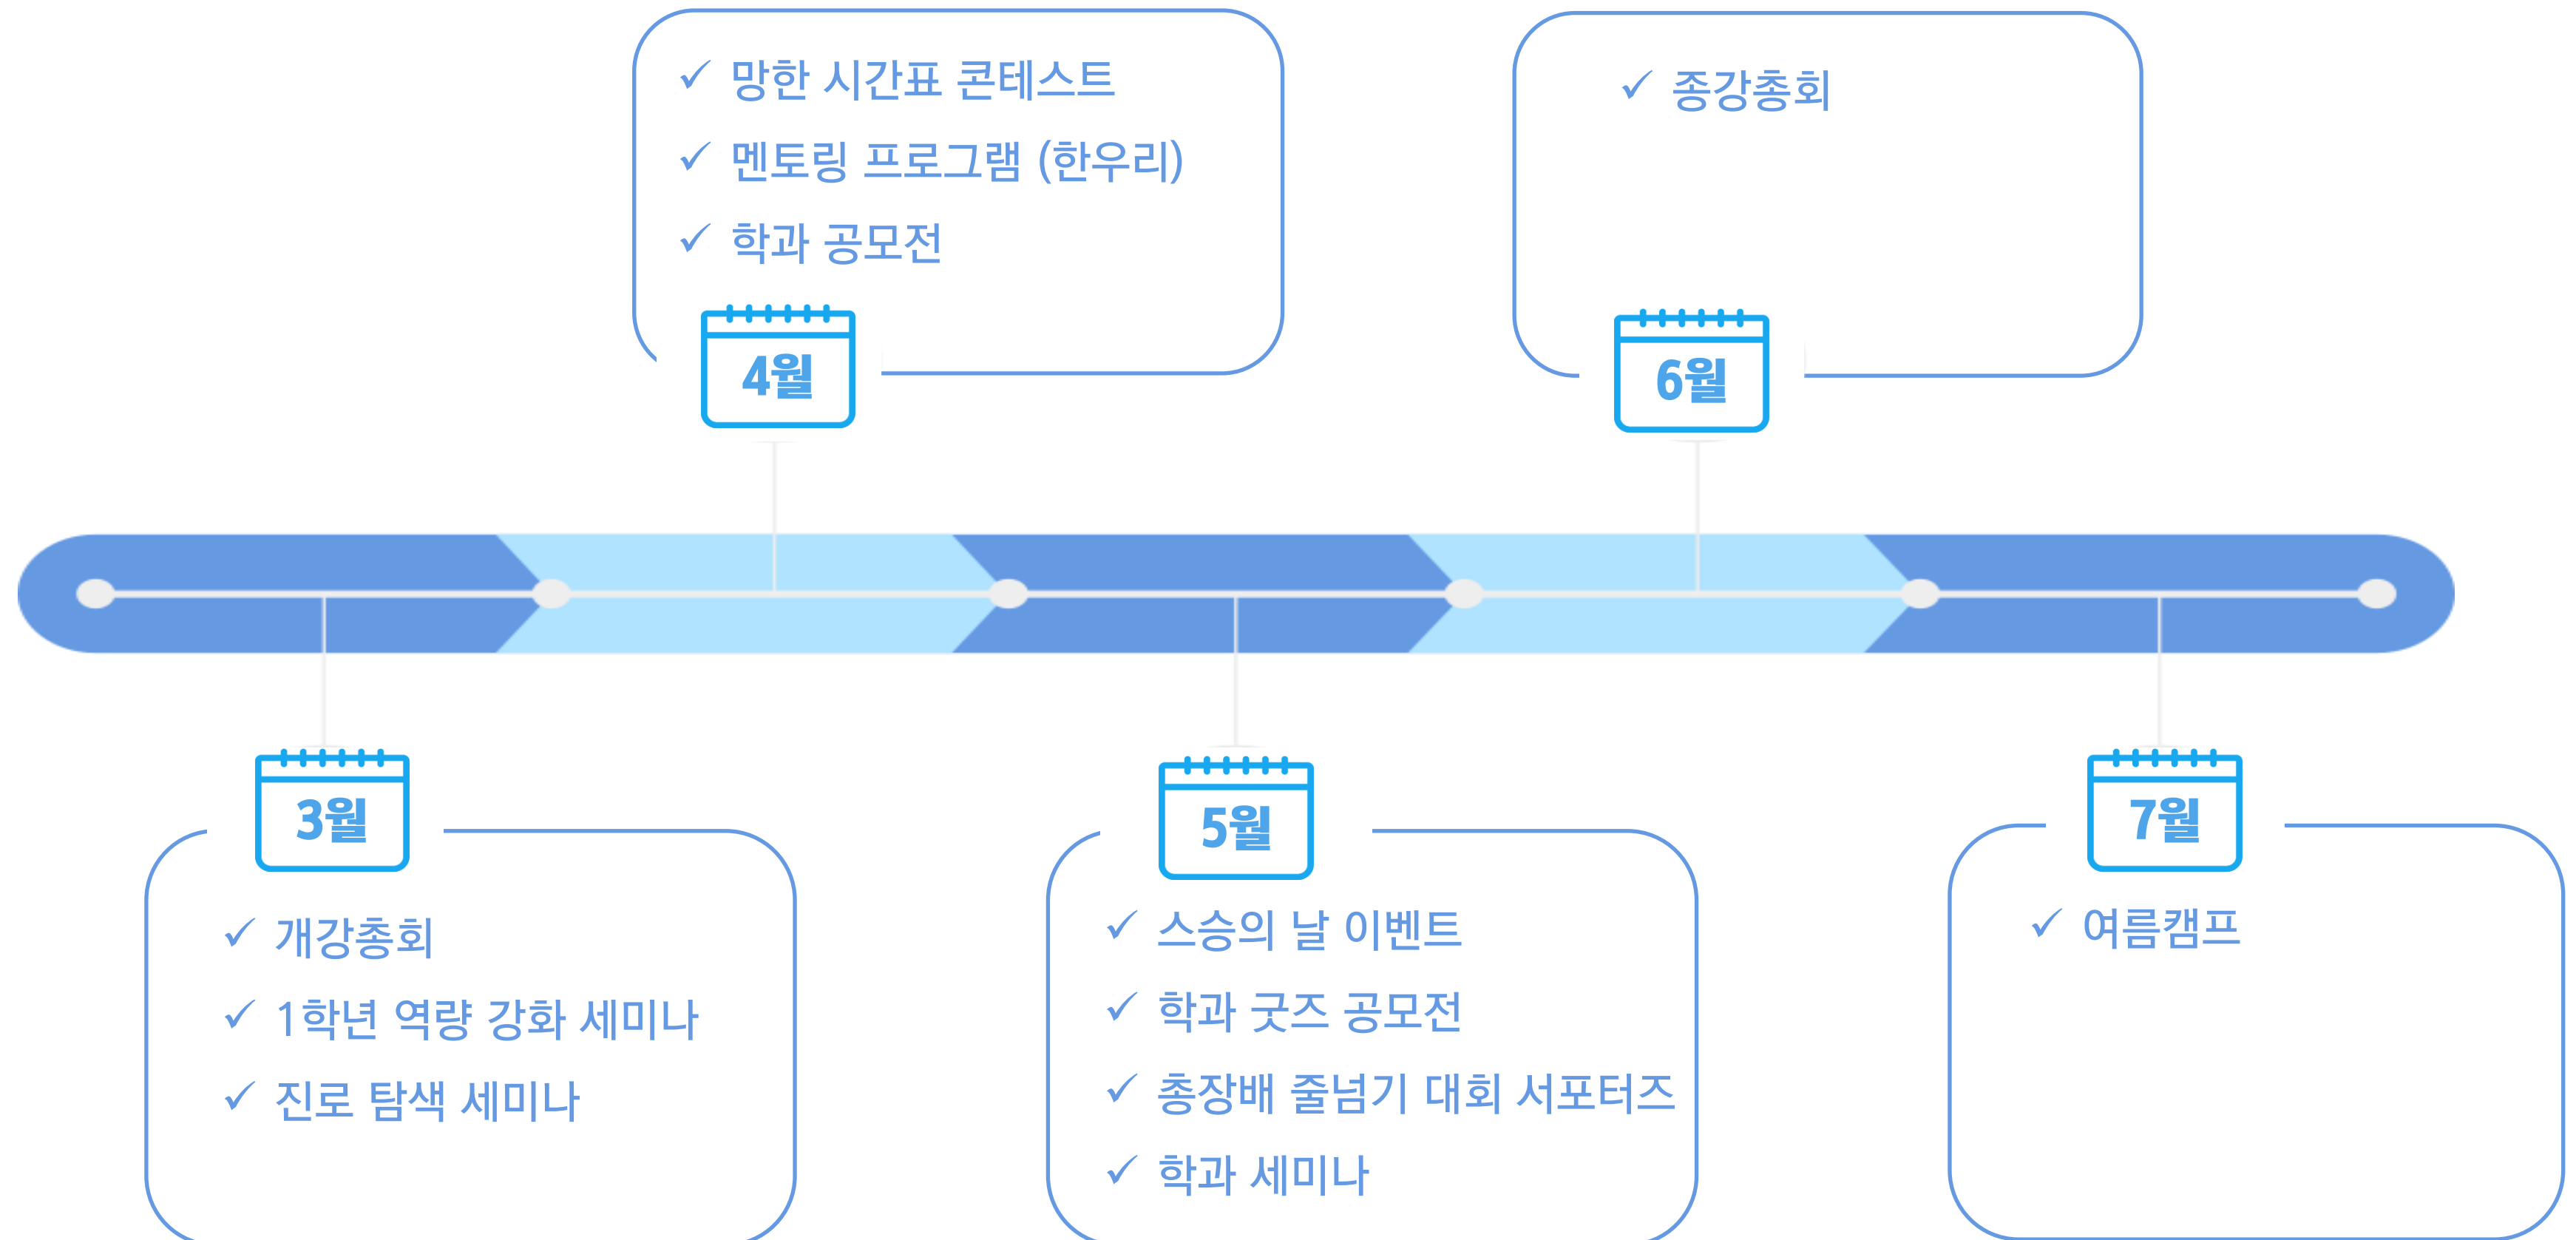 망한 시간표 콘테스트
멘토링 프로그램 (한우리)
학과 공모전
4월
종강총회
6월
3월
개강총회
1학년 역량 강화 세미나
진로 탐색 세미나
5월
스승의 날 이벤트
학과 굿즈 공모전
총장배 줄넘기 대회 서포터즈
학과 세미나
7월
여름캠프